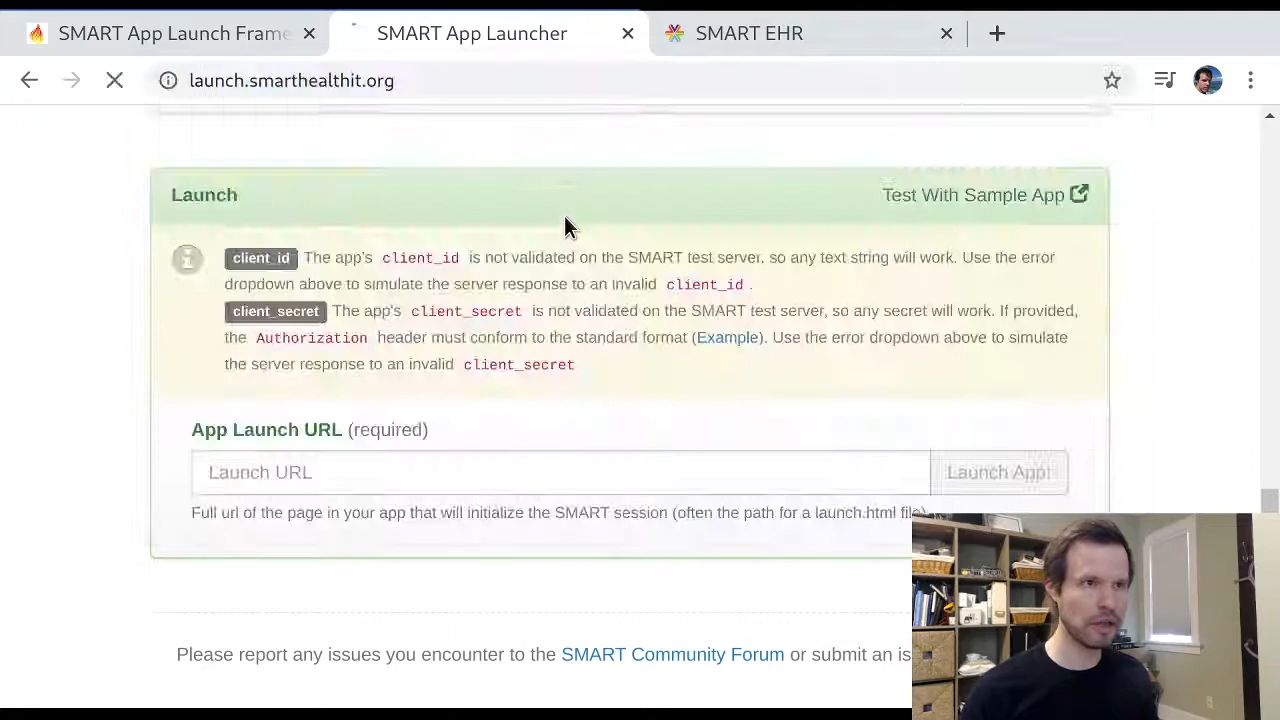 SMART App Launch Frame
SMART App Launcher
SMART EHR
launch.smarthealthit.org
Launch
Test With Sample App
client_id The app's client_id is not validated on the SMART test server, so any text string will work. Use the error
dropdown above to simulate the server response to an invalid client_id .
client_secret The app's client_secret is not validated on the SMART test server, so any secret will work. If provided,
the Authorization header must conform to the standard format (Example). Use the error dropdown above to simulate
the server response to an invalid client_secret
App Launch URL (required)
Launch URL
Launch App!
Full url of the page in your app that will initialize the SMART session (often the path for a launch.html file)
Please report any issues you encounter to the SMART Community Forum or submit an is